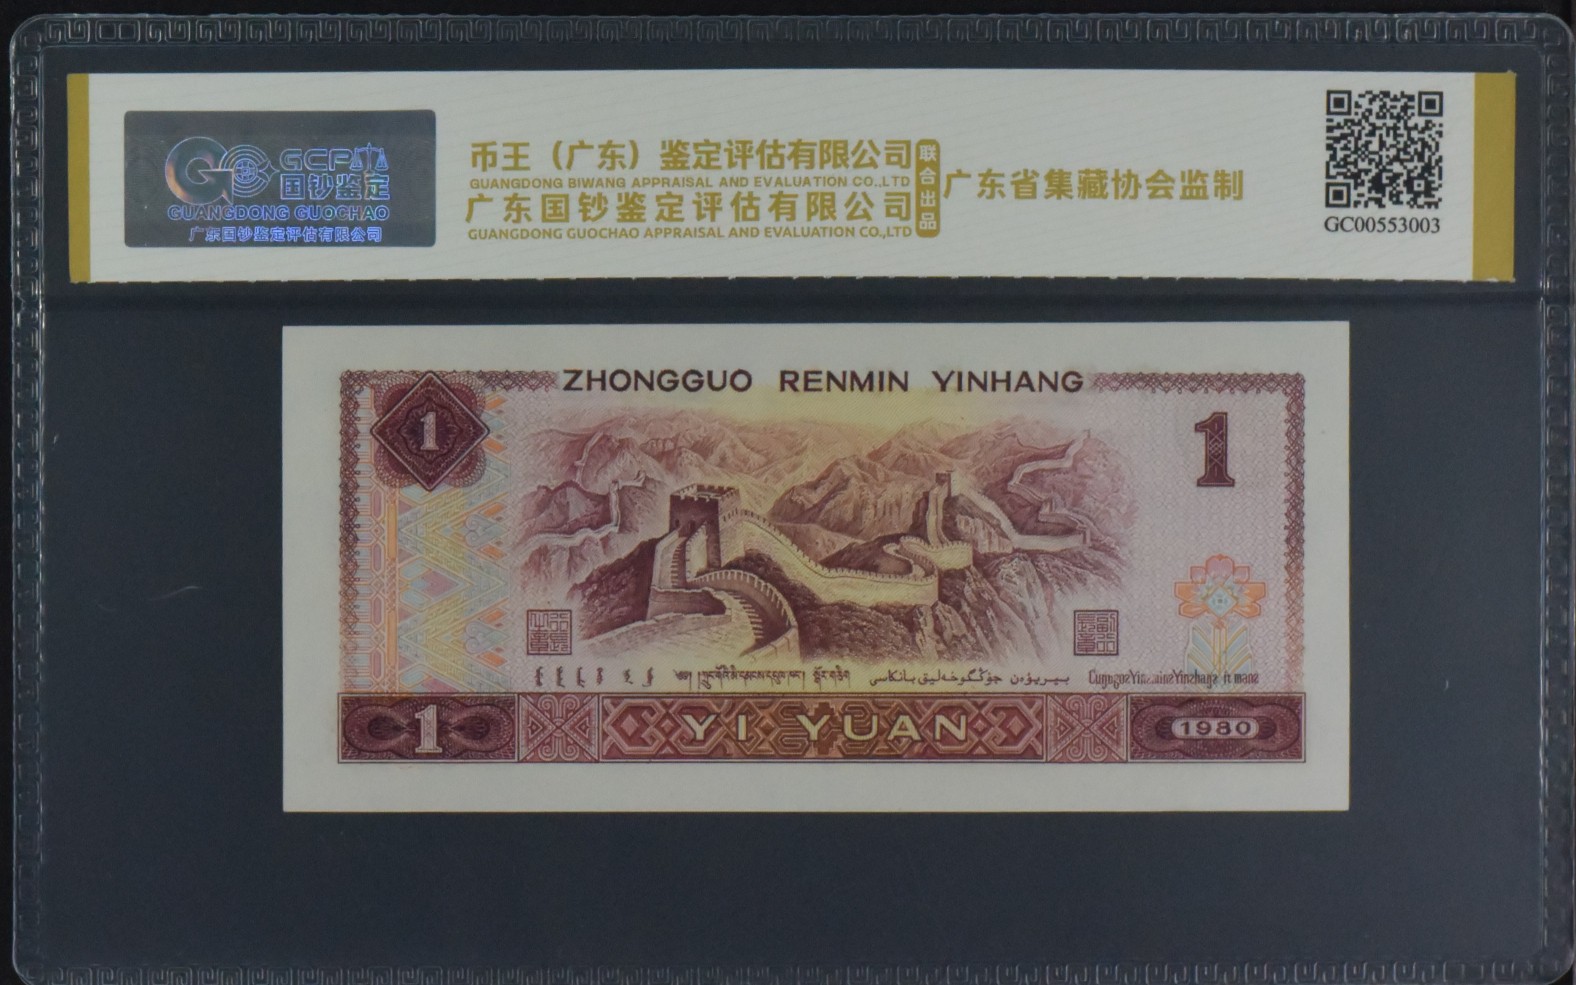 GCP
国钞鉴定
GUANGDONG GUOCHAO
广东国钞鉴定评估有限公司
币王（广东）鉴定评估有限公司
GUANGDONG BIWANG APPRAISAL AND EVALUATION CO.,LTD
广东国钞鉴定评估有限公司
GUANGDONG GUOCHAO APPRAISAL AND EVALUATION CO.,LTD
联合出品
广东省集藏协会监制
GC00553003
ZHONGGUO RENMIN YINHANG
1
1
1
YI YUAN
1980